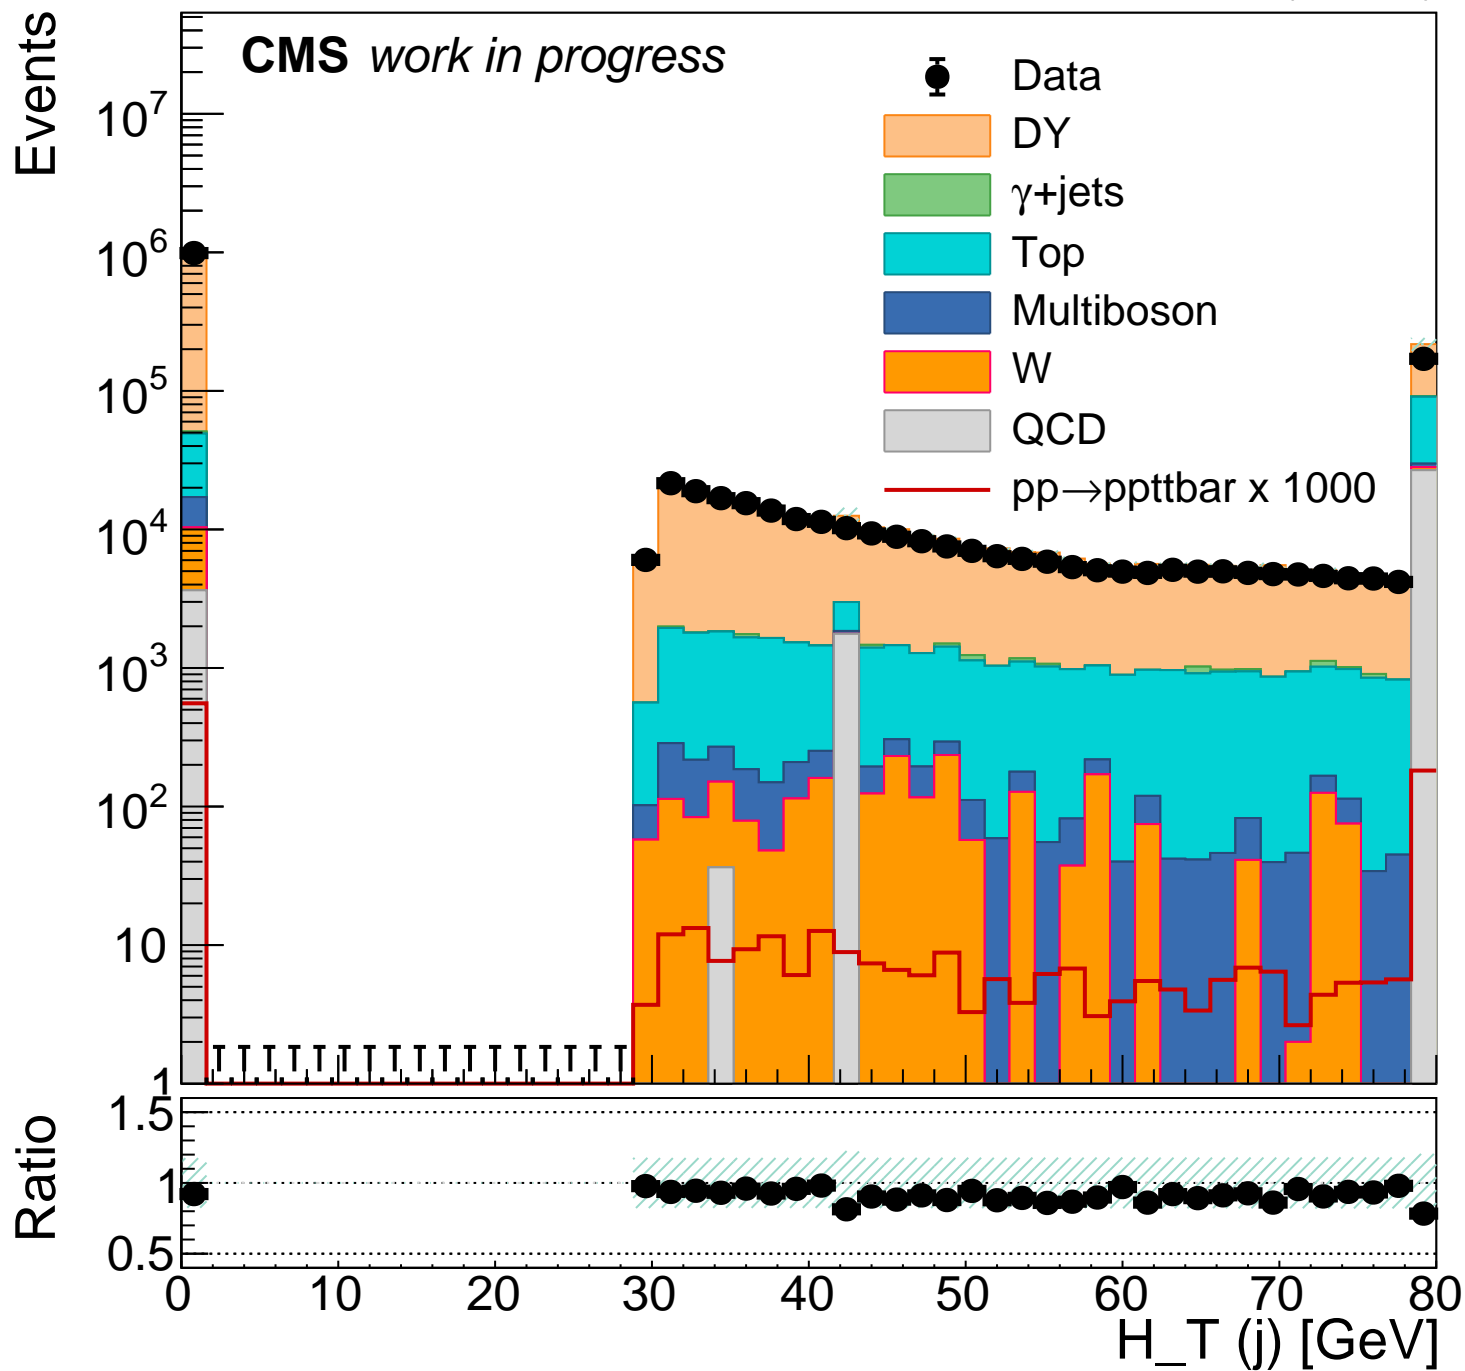 CMS work in progress
Events
10^7
10^6
10^5
10^4
10^3
10^2
10
1
Data
DY
γ+jets
Top
Multiboson
W
QCD
pp→ppttbar x 1000
Ratio
1.5
1
0.5
0 10 20 30 40 50 60 70 80
H_T (j) [GeV]